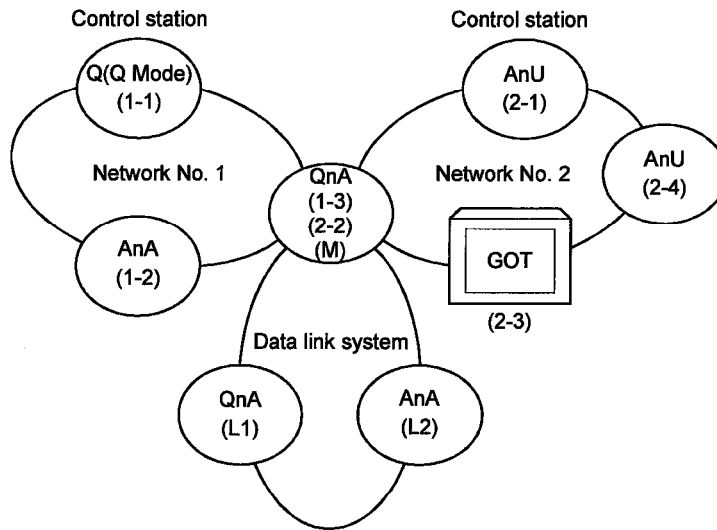 Control station
Q(Q Mode)
(1-1)
Network No. 1
AnA
(1-2)
QnA
(1-3)
(2-2)
(M)
Control station
AnU
(2-1)
AnU
(2-4)
Network No. 2
GOT
(2-3)
Data link system
QnA
(L1)
AnA
(L2)